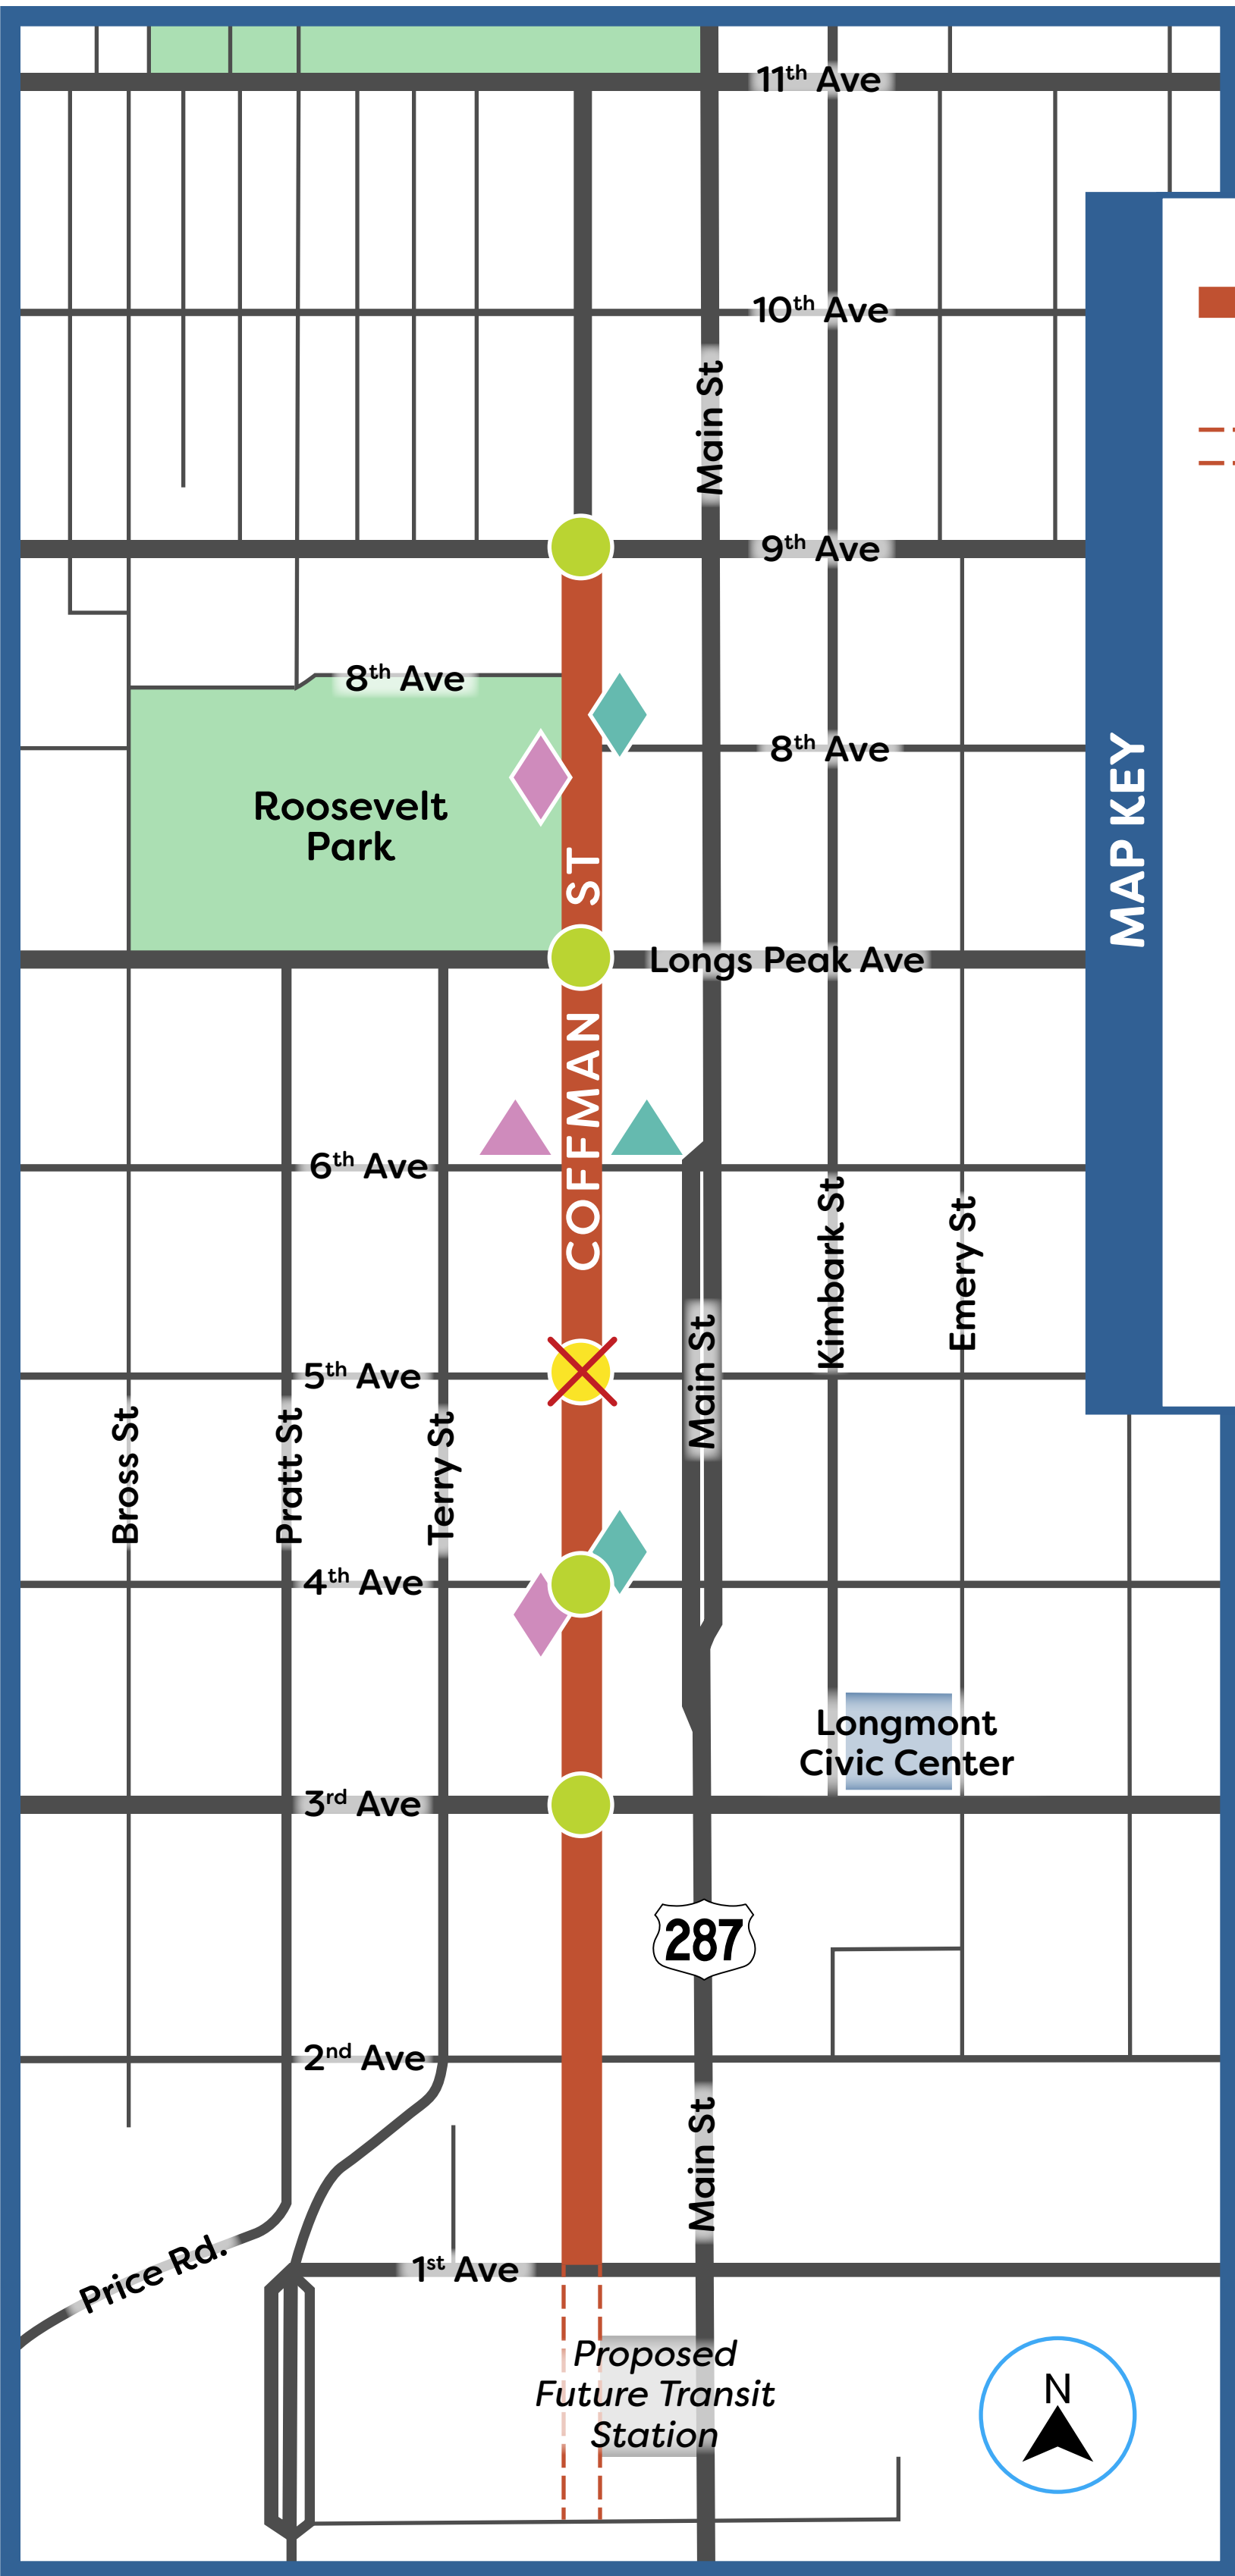 11th Ave
10th Ave
Main St
9th Ave
8th Ave
8th Ave
Roosevelt
Park
MAP KEY
COFFMAN ST
Longs Peak Ave
6th Ave
Kimbark St
Emery St
Main St
5th Ave
Bross St
Pratt St
Terry St
4th Ave
Longmont
Civic Center
3rd Ave
287
2nd Ave
Main St
Price Rd.
1st Ave
Proposed
Future Transit
Station
N